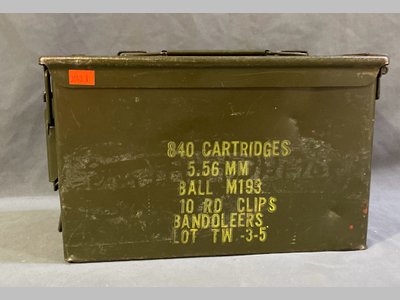 840 CARTRIDGES
5.56 MM
BALL M193
10 RD CLIPS
BANDOLEERS
LOT TW -3-5